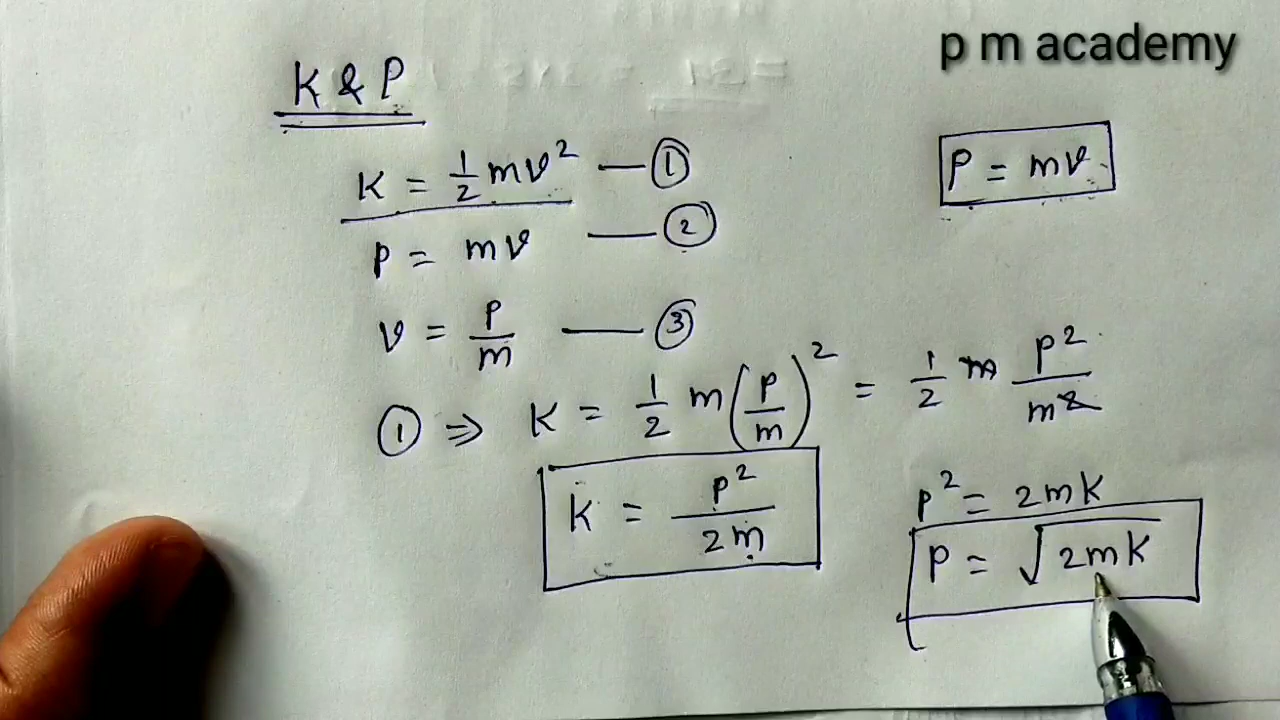 p m academy
K & P
K = 1/2 mv² — ①
P = mv
P = mv — ②
v = P/m — ③
① ⇒ K = 1/2 m (P/m)² = 1/2 m P²/m²
K = P²/2m
P² = 2mK
P = √2mK